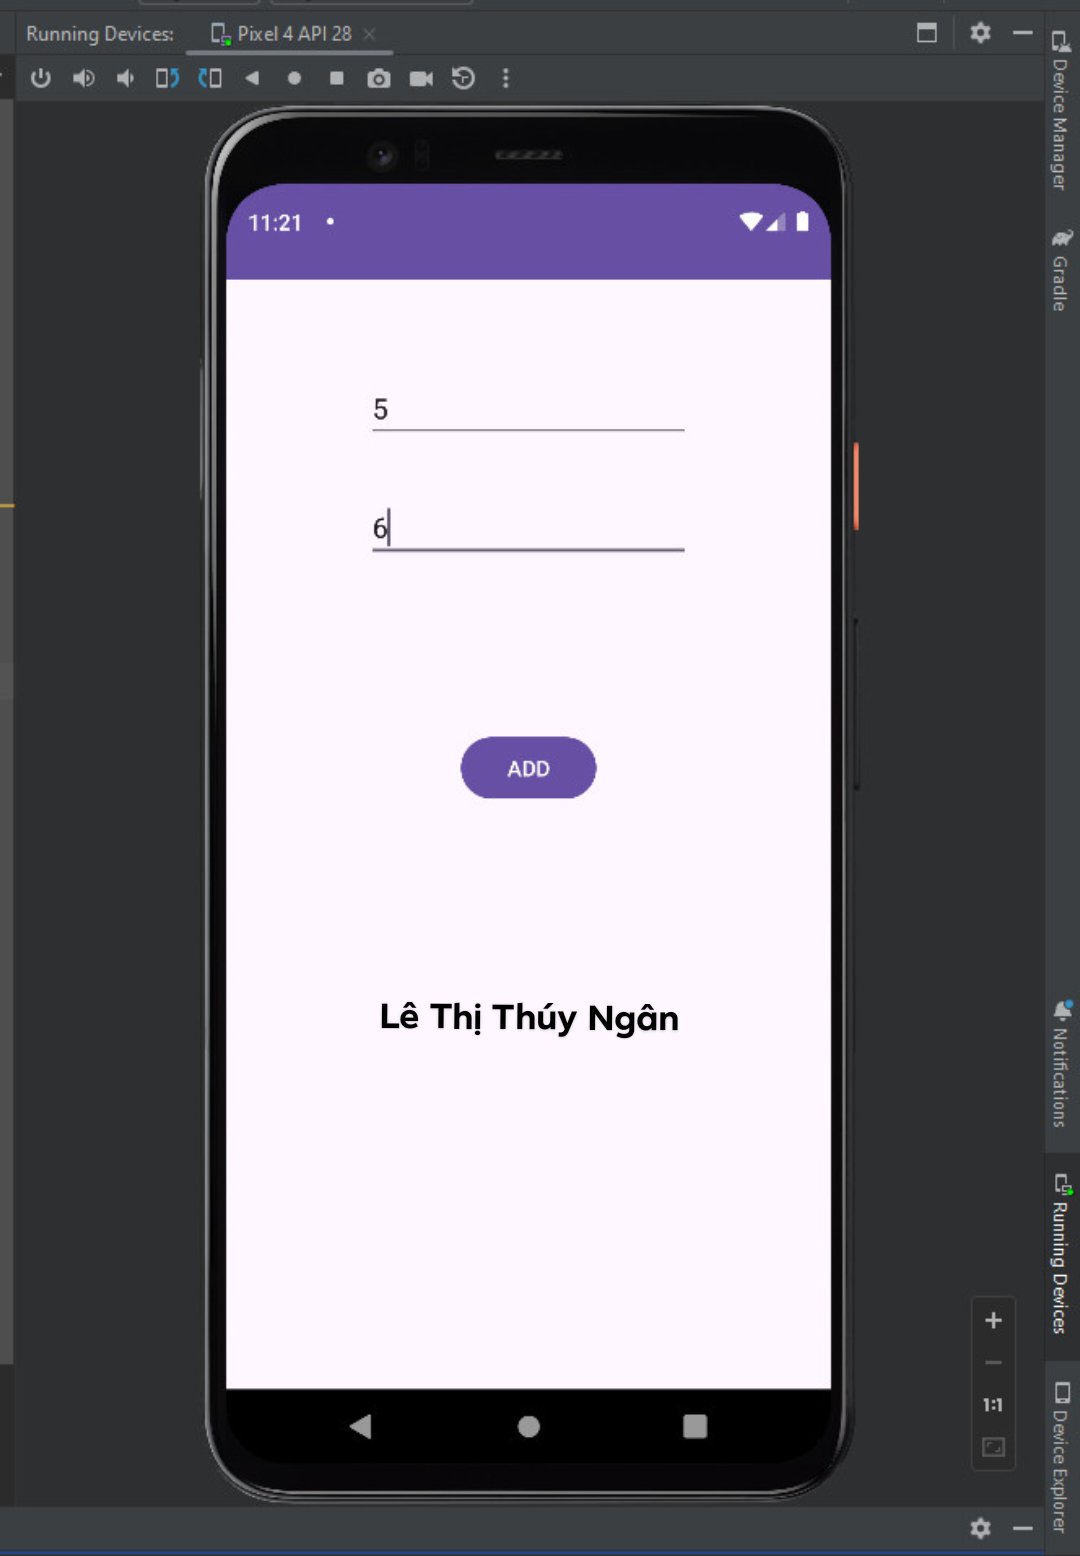 Running Devices: Pixel 4 API 28
Device Manager
Gradle
11:21
5
6
ADD
Lê Thị Thúy Ngân
Notifications
Running Devices
1:1
Device Explorer